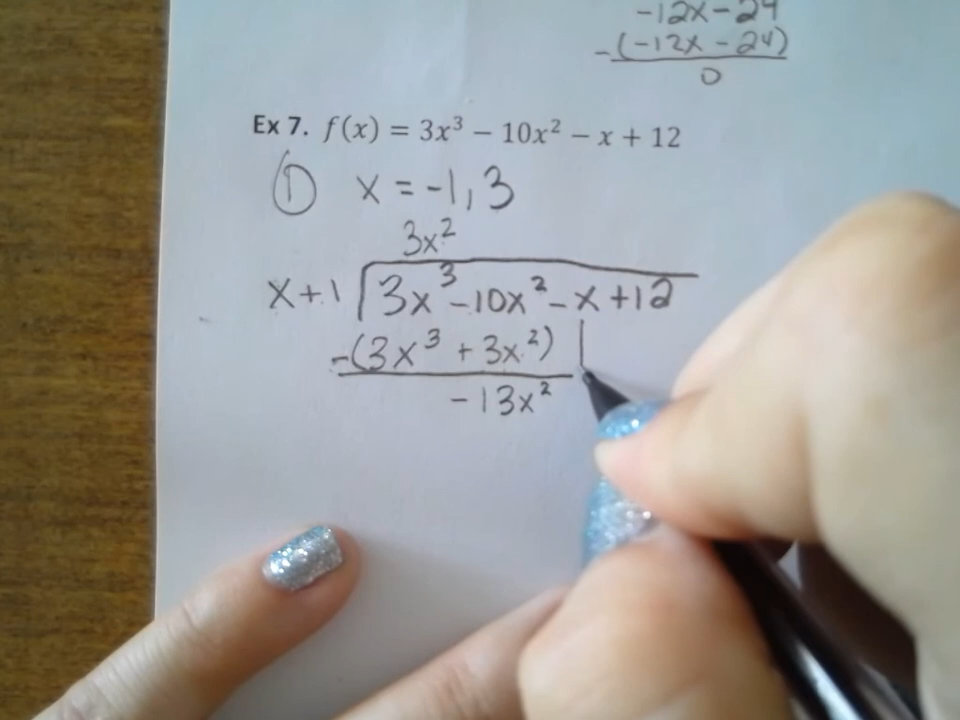 -12x-24
-(-12x-24)
0
Ex 7. f(x) = 3x³ − 10x² − x + 12
① x = -1, 3
3x²
x+1 3x³-10x²-x+12
-(3x³+3x²)
-13x²